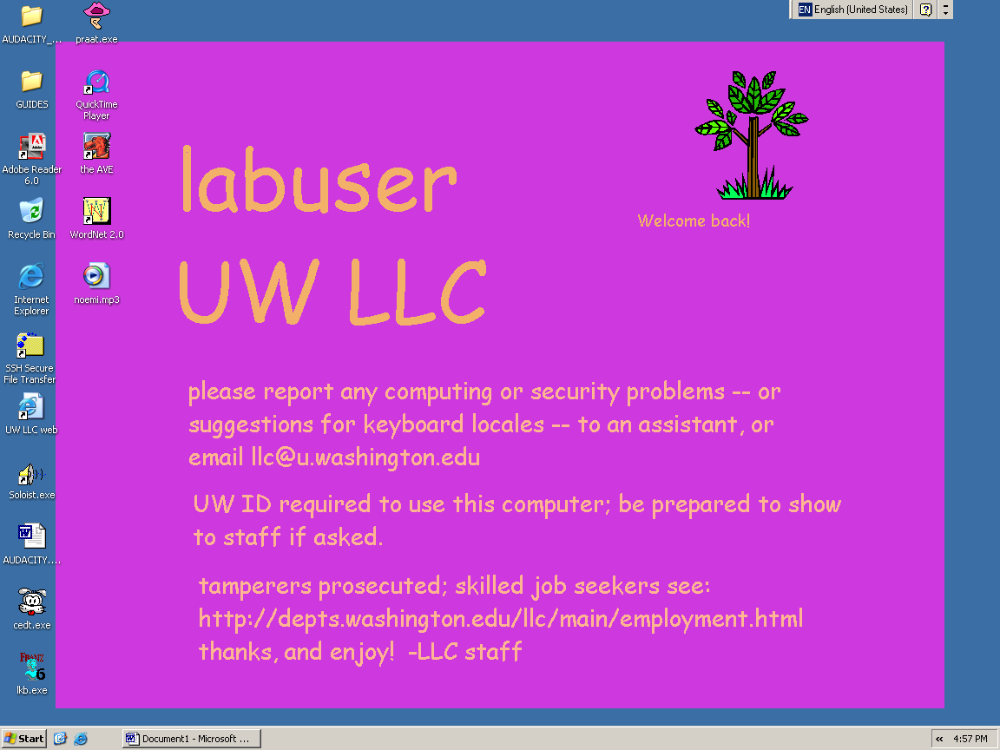 EN English (United States)
AUDACITY_...
praat.exe
GUIDES
QuickTime
Player
Adobe Reader
6.0
the AVE
Recycle Bin
WordNet 2.0
Internet
Explorer
noemi.mp3
SSH Secure
File Transfer
UW LLC web
Soloist.exe
AUDACITY....
cedt.exe
FRANZ
6
lkb.exe
labuser
UW LLC
Welcome back!
please report any computing or security problems -- or
suggestions for keyboard locales -- to an assistant, or
email llc@u.washington.edu
UW ID required to use this computer; be prepared to show
to staff if asked.
tamperers prosecuted; skilled job seekers see:
http://depts.washington.edu/llc/main/employment.html
thanks, and enjoy! -LLC staff
Start
Document1 - Microsoft ...
4:57 PM